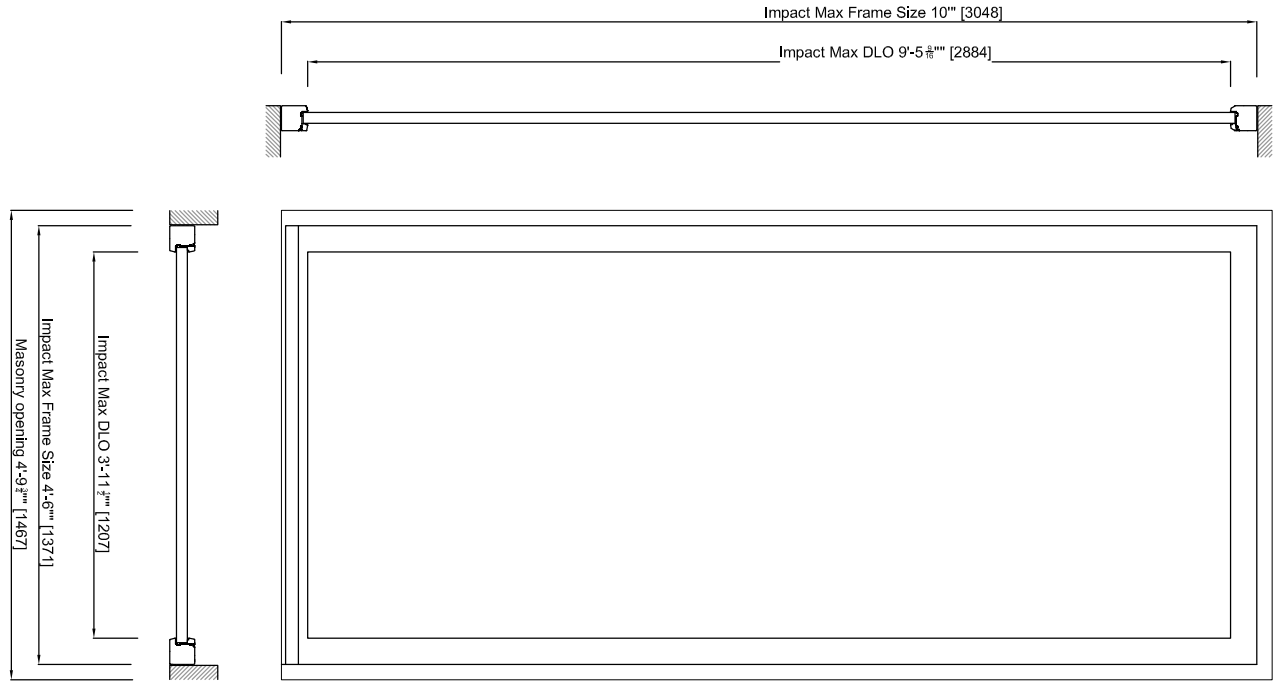 Impact Max Frame Size 10'" [3048]
Impact Max DLO 9'-5 9/16"" [2884]
Impact Max DLO 3'-11 1/2"" [1207]
Impact Max Frame Size 4'-6"" [1371]
Masonry opening 4'-9 3/4"" [1467]